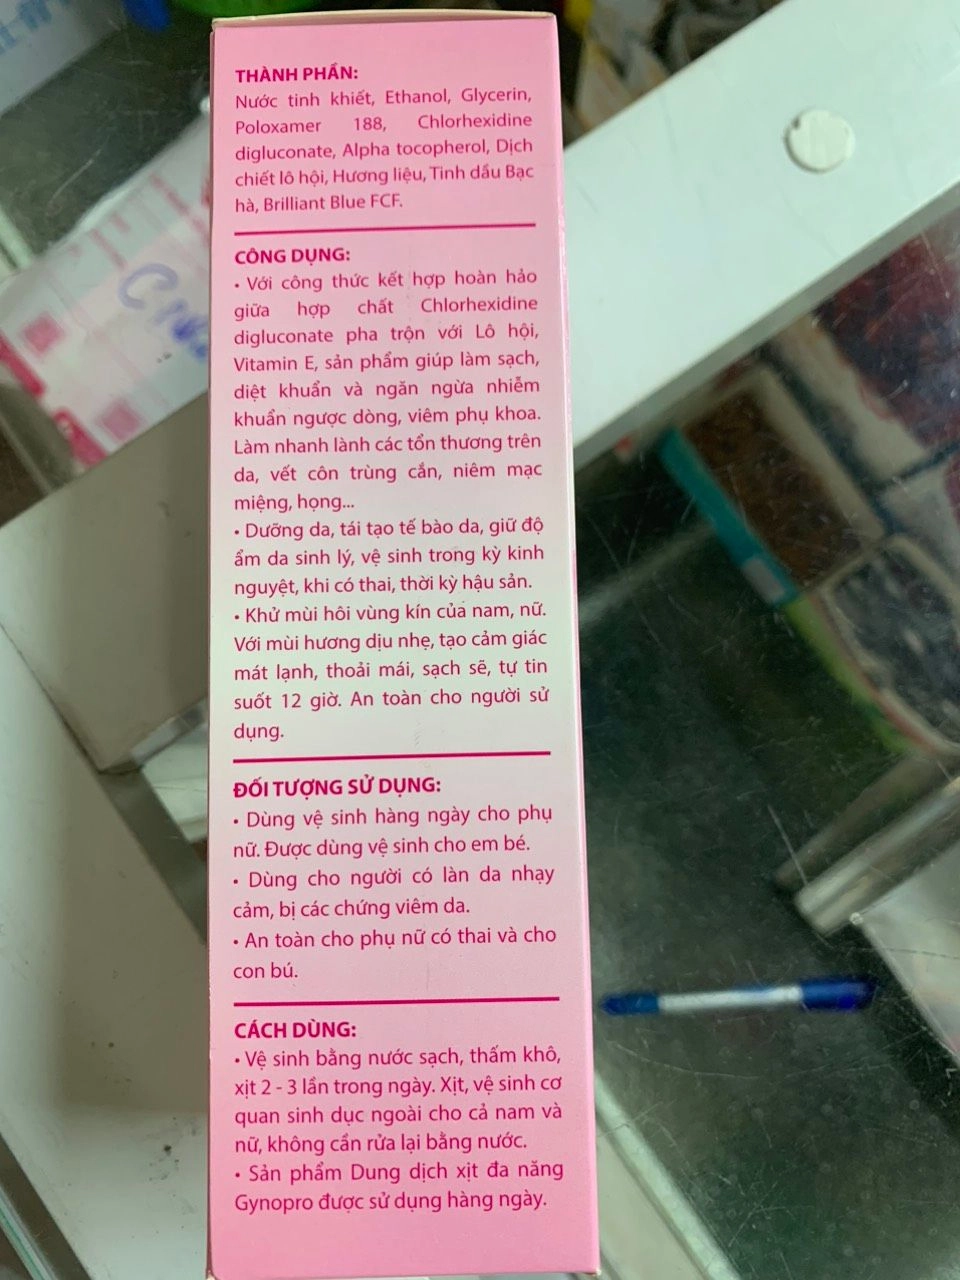 THÀNH PHẦN:
Nước tinh khiết, Ethanol, Glycerin,
Poloxamer 188, Chlorhexidine
digluconate, Alpha tocopherol, Dịch
chiết lô hội, Hương liệu, Tinh dầu Bạc
hà, Brilliant Blue FCF.
CÔNG DỤNG:
• Với công thức kết hợp hoàn hảo
giữa hợp chất Chlorhexidine
digluconate pha trộn với Lô hội,
Vitamin E, sản phẩm giúp làm sạch,
diệt khuẩn và ngăn ngừa nhiễm
khuẩn ngược dòng, viêm phụ khoa.
Làm nhanh lành các tổn thương trên
da, vết côn trùng cắn, niêm mạc
miệng, họng...
• Dưỡng da, tái tạo tế bào da, giữ độ
ẩm da sinh lý, vệ sinh trong kỳ kinh
nguyệt, khi có thai, thời kỳ hậu sản.
• Khử mùi hôi vùng kín của nam, nữ.
Với mùi hương dịu nhẹ, tạo cảm giác
mát lạnh, thoải mái, sạch sẽ, tự tin
suốt 12 giờ. An toàn cho người sử
dụng.
ĐỐI TƯỢNG SỬ DỤNG:
• Dùng vệ sinh hàng ngày cho phụ
nữ. Được dùng vệ sinh cho em bé.
• Dùng cho người có làn da nhạy
cảm, bị các chứng viêm da.
• An toàn cho phụ nữ có thai và cho
con bú.
CÁCH DÙNG:
• Vệ sinh bằng nước sạch, thấm khô,
xịt 2 - 3 lần trong ngày. Xịt, vệ sinh cơ
quan sinh dục ngoài cho cả nam và
nữ, không cần rửa lại bằng nước.
• Sản phẩm Dung dịch xịt đa năng
Gynopro được sử dụng hàng ngày.